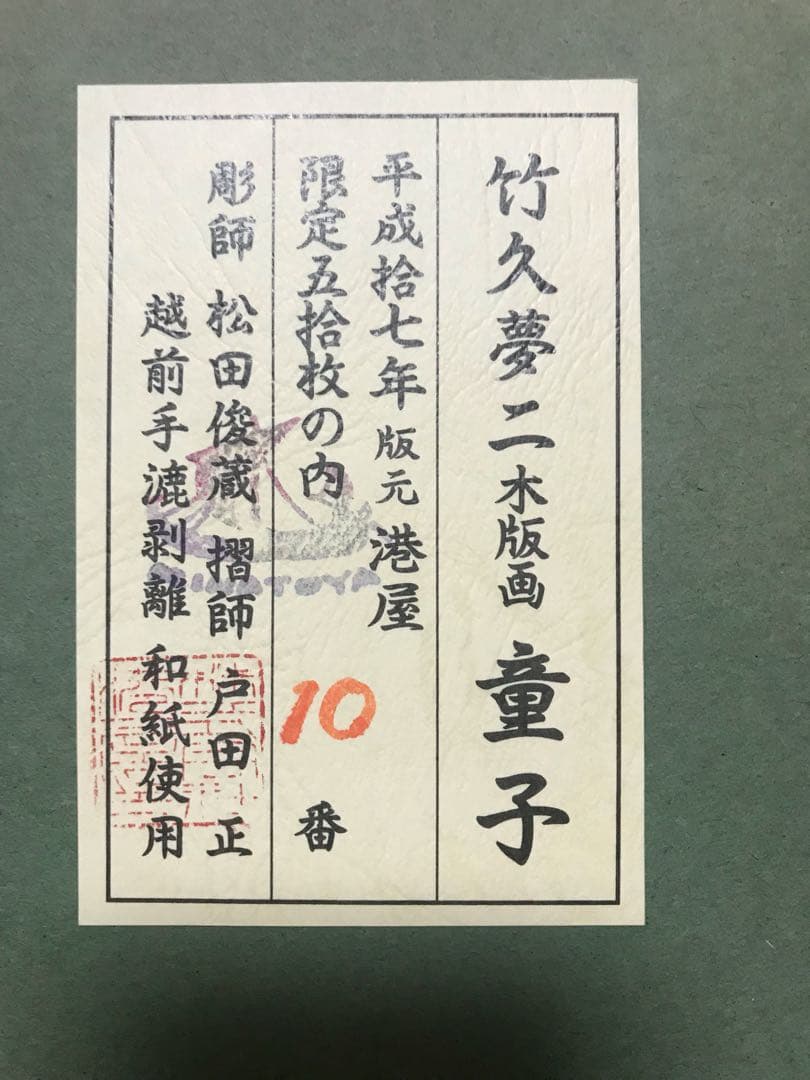 竹久夢二木版画 童子
平成拾七年 版元 港屋
限定五拾枚の内 10 番
彫師 松田俊蔵 摺師 戸田正
越前手漉剥離和紙使用
MINATOYA